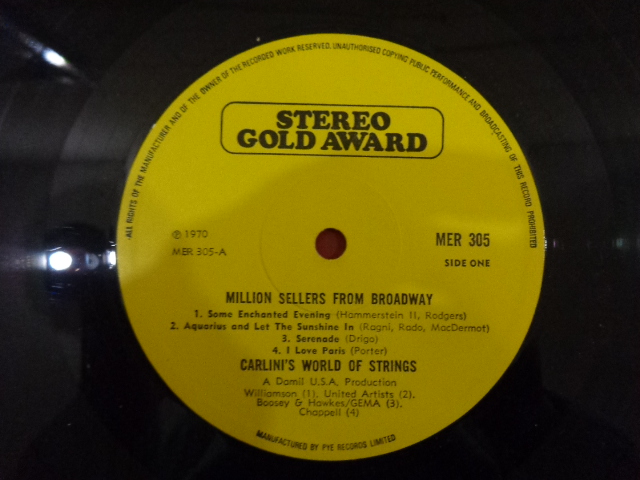 ALL RIGHTS OF THE MANUFACTURER AND OF THE OWNER OF THE RECORDED WORK RESERVED. UNAUTHORISED COPYING PUBLIC PERFORMANCE AND BROADCASTING OF THIS RECORD PROHIBITED
STEREO
GOLD AWARD
℗ 1970
MER 305
MER 305-A
SIDE ONE
MILLION SELLERS FROM BROADWAY
1. Some Enchanted Evening (Hammerstein II, Rodgers)
2. Aquarius and Let The Sunshine In (Ragni, Rado, MacDermot)
3. Serenade (Drigo)
4. I Love Paris (Porter)
CARLINI'S WORLD OF STRINGS
A Damil U.S.A. Production
Williamson (1), United Artists (2),
Boosey & Hawkes/GEMA (3),
Chappell (4)
MANUFACTURED BY PYE RECORDS LIMITED